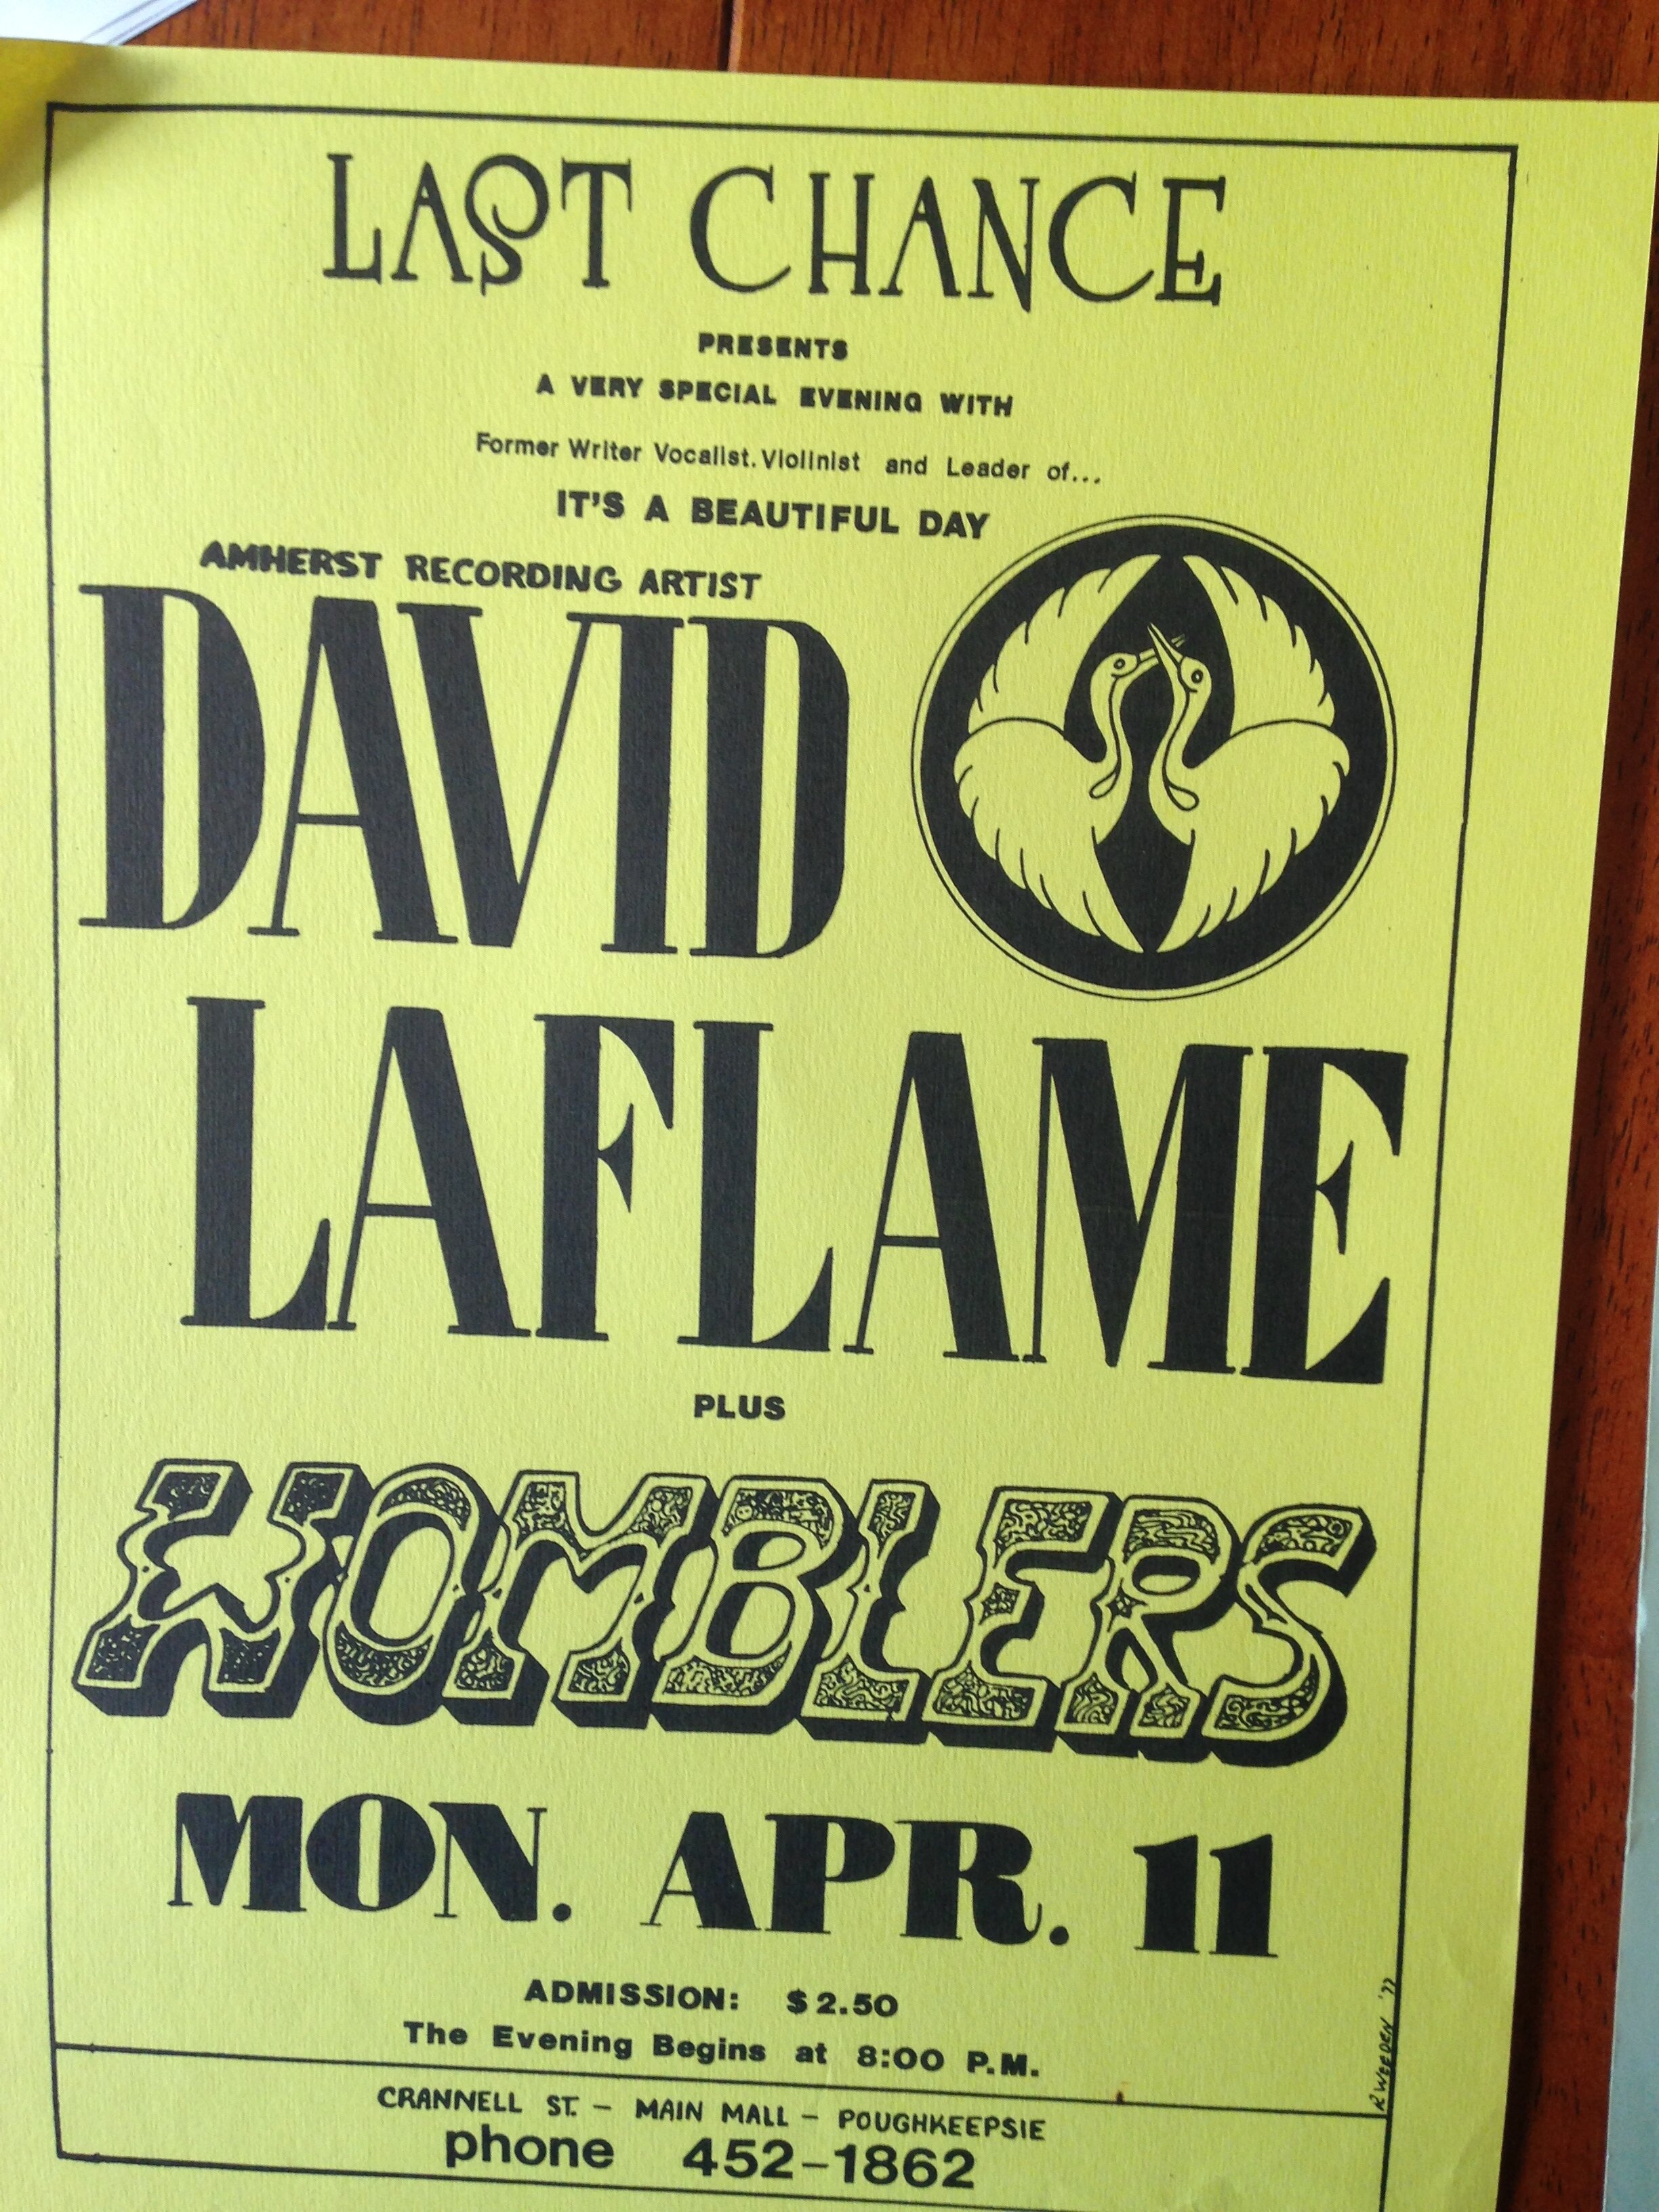 LAST CHANCE
PRESENTS
A VERY SPECIAL EVENING WITH
Former Writer Vocalist.Violinist and Leader of...
IT'S A BEAUTIFUL DAY
AMHERST RECORDING ARTIST
DAVID
LAFLAME
PLUS
WOMBLERS
MON. APR. 11
ADMISSION: $2.50
The Evening Begins at 8:00 P.M.
R WEEDEN '77
CRANNELL ST. – MAIN MALL – POUGHKEEPSIE
phone 452-1862